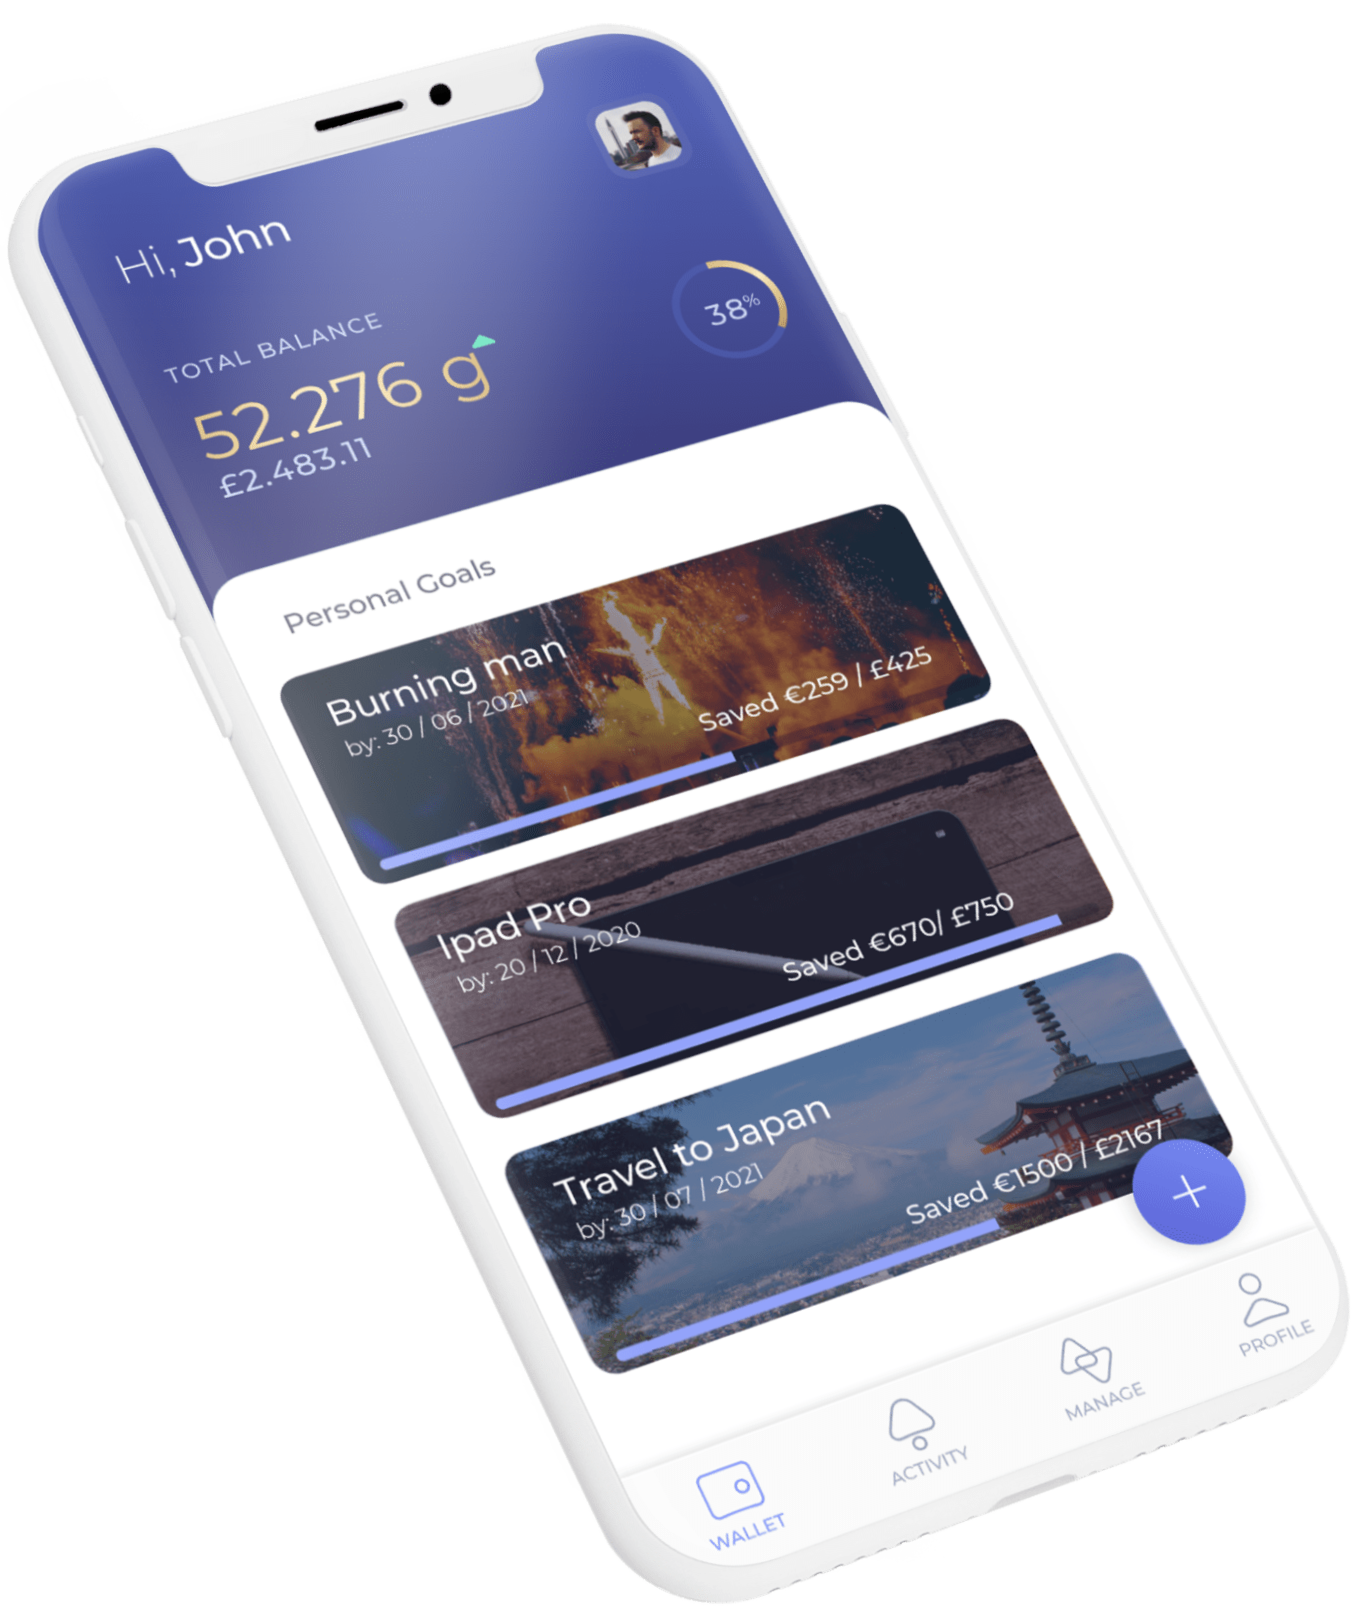 Hi, John
38%
TOTAL BALANCE
52.276 g
£2.483.11
Personal Goals
Burning man
by: 30 / 06 / 2021
Saved €259 / £425
Ipad Pro
by: 20 / 12 / 2020
Saved €670/ £750
Travel to Japan
by: 30 / 07 / 2021
Saved €1500 / £2167
+
WALLET
ACTIVITY
MANAGE
PROFILE